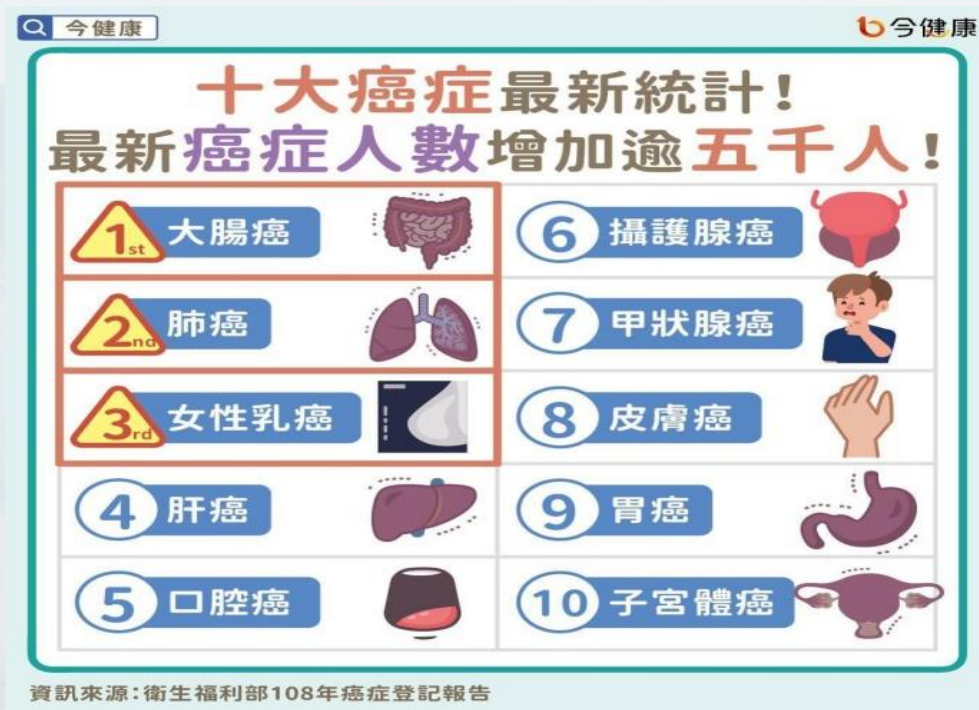 今健康
今健康
十大癌症最新統計!
最新癌症人數增加逾五千人!
1st 大腸癌
2nd 肺癌
3rd 女性乳癌
4 肝癌
5 口腔癌
6 攝護腺癌
7 甲狀腺癌
8 皮膚癌
9 胃癌
10 子宮體癌
資訊來源:衛生福利部108年癌症登記報告